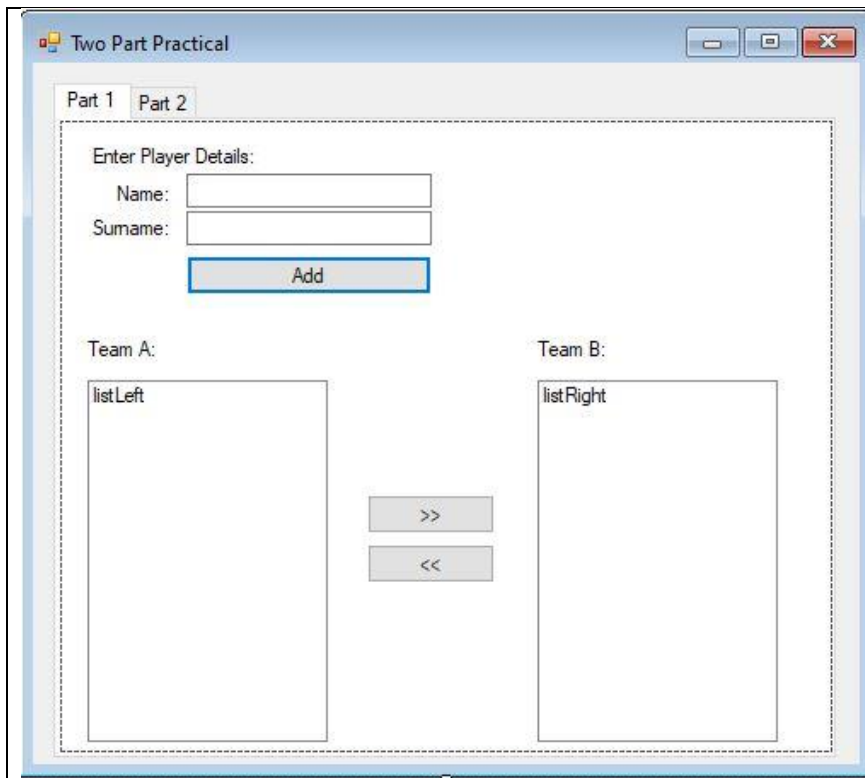 Two Part Practical
Part 1 Part 2
Enter Player Details:
Name:
Surname:
Add
Team A: Team B:
listLeft listRight
>>
<<